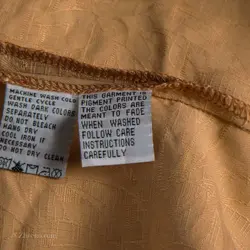 MACHINE WASH COLD
GENTLE CYCLE
WASH DARK COLORS
SEPARATELY
DO NOT BLEACH
HANG DRY
COOL IRON IF
NECESSARY
DO NOT DRY CLEAN
THIS GARMENT IS
PIGMENT PRINTED
THE COLORS ARE
MEANT TO FADE
WHEN WASHED
FOLLOW CARE
INSTRUCTIONS
CAREFULLY